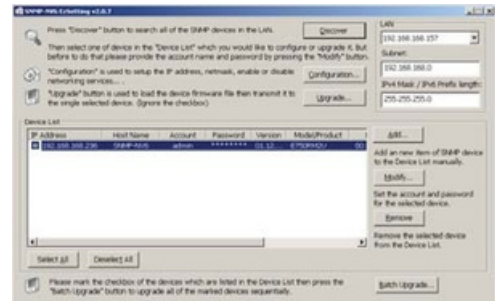 SNMP-NMS EzSetting v2.0.7
Press "Discover" button to search all of the SNMP devices in the LAN.
Discover
Then select one of device in the "Device List" which you would like to configure or upgrade it. But
before to do that please provide the account name and password by pressing the "Modify" button.
"Configuration" is used to setup the IP address, netmask, enable or disable
networking services... .
Configuration...
"Upgrade" button is used to load the device firmware file then transmit it to
the single selected device. (Ignore the checkbox)
Upgrade...
LAN
192.168.168.157
Subnet:
192.168.168.0
IPv4 Mask / IPv6 Prefix length:
255.255.255.0
Device List
IP Address Host Name Account Password Version Model/Product
192.168.168.236 admin ******** 01.12...
Add...
Add an new item of SNMP device
to the Device List manually.
Modify...
Set the account and password
for the selected device.
Remove
Remove the selected device
from the Device List.
Select All Deselect All
Please mark the checkbox of the devices which are listed in the Device List then press the
"Batch Upgrade" button to upgrade all of the marked devices sequentially.
Batch Upgrade...